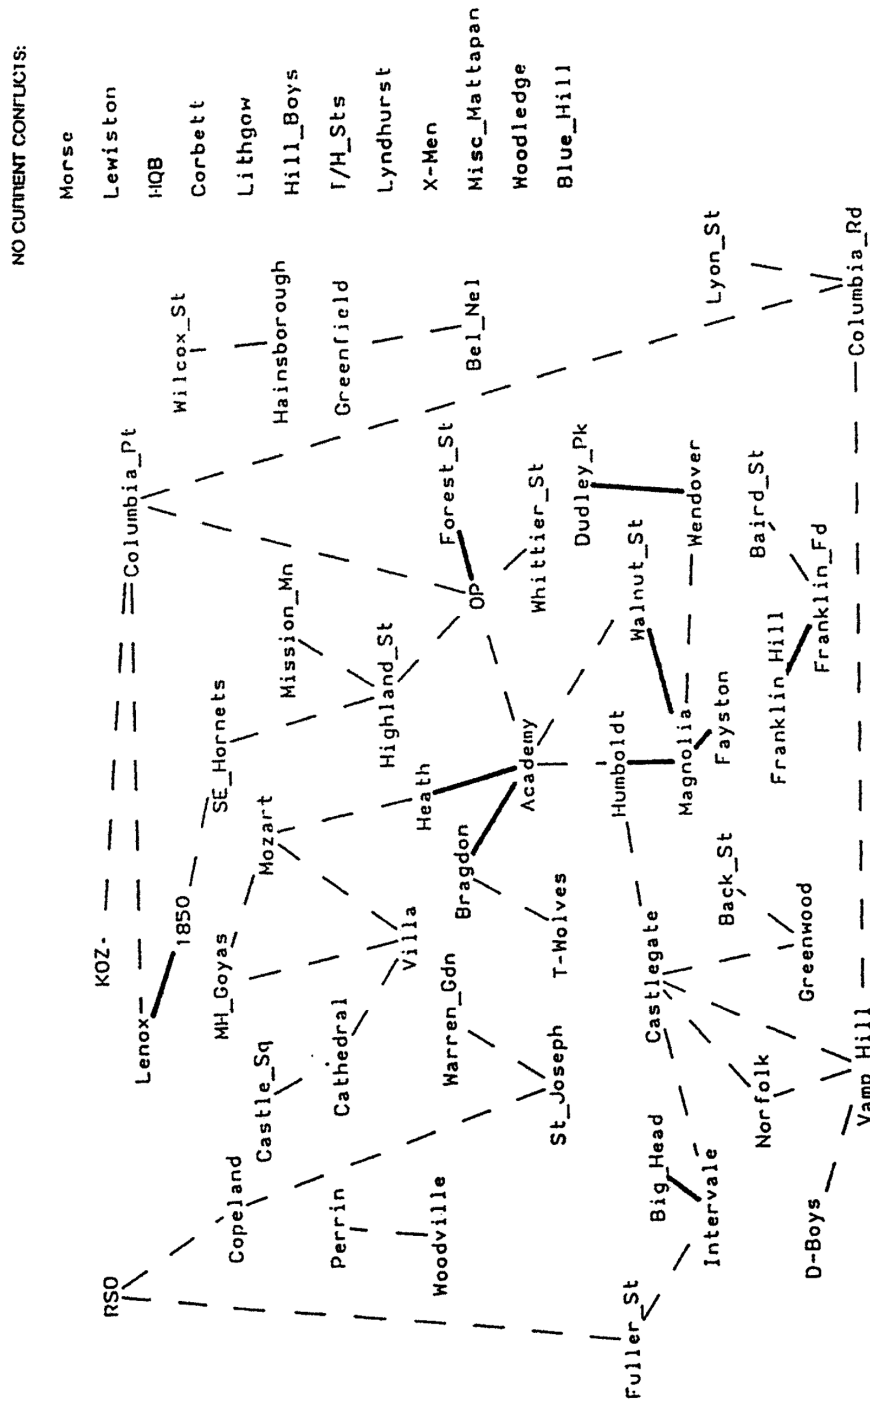 NO CURRENT CONFLICTS:
Morse
Lewiston
HQB
Corbett
Lithgow
Hill_Boys
T/H_Sts
Lyndhurst
X-Men
Misc_Mattapan
Woodledge
Blue_Hill
Wilcox_St
Hainsborough
Greenfield
Bel_Nel
Lyon_St
Columbia_Rd
Columbia_Pt
Forest_St
OP
Whittier_St
Dudley_Pk
Walnut_St
Wendover
Baird_St
Franklin_Fd
Franklin_Hill
Mission_Mn
Highland_St
SE_Hornets
Mozart
Heath
Academy
Humboldt
Magnolia
Fayston
KOZ-
1850
Lenox
MH_Goyas
Villa
Bragdon
T-Wolves
Castlegate
Back_St
Greenwood
Castle_Sq
Cathedral
Warren_Gdn
St_Joseph
Norfolk
Vamp_Hill
RSO
Copeland
Perrin
Woodville
Big_Head
Intervale
D-Boys
Fuller_St